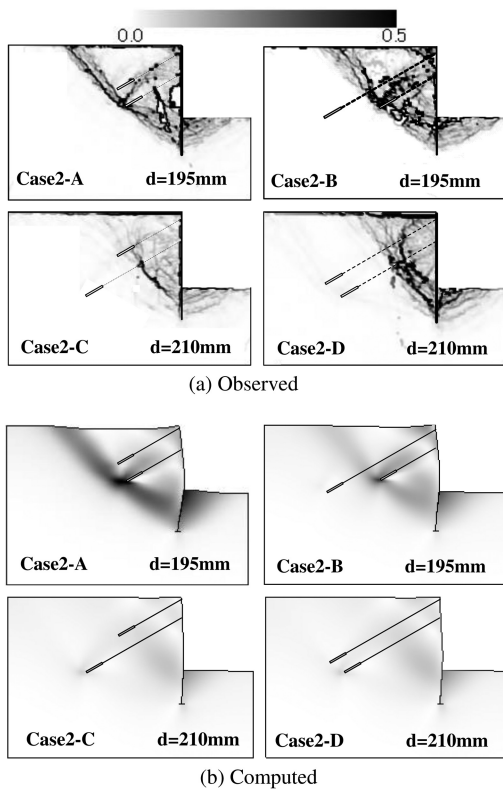 0.0 0.5
Case2-A d=195mm
Case2-B d=195mm
Case2-C d=210mm
Case2-D d=210mm
(a) Observed
Case2-A d=195mm
Case2-B d=195mm
Case2-C d=210mm
Case2-D d=210mm
(b) Computed